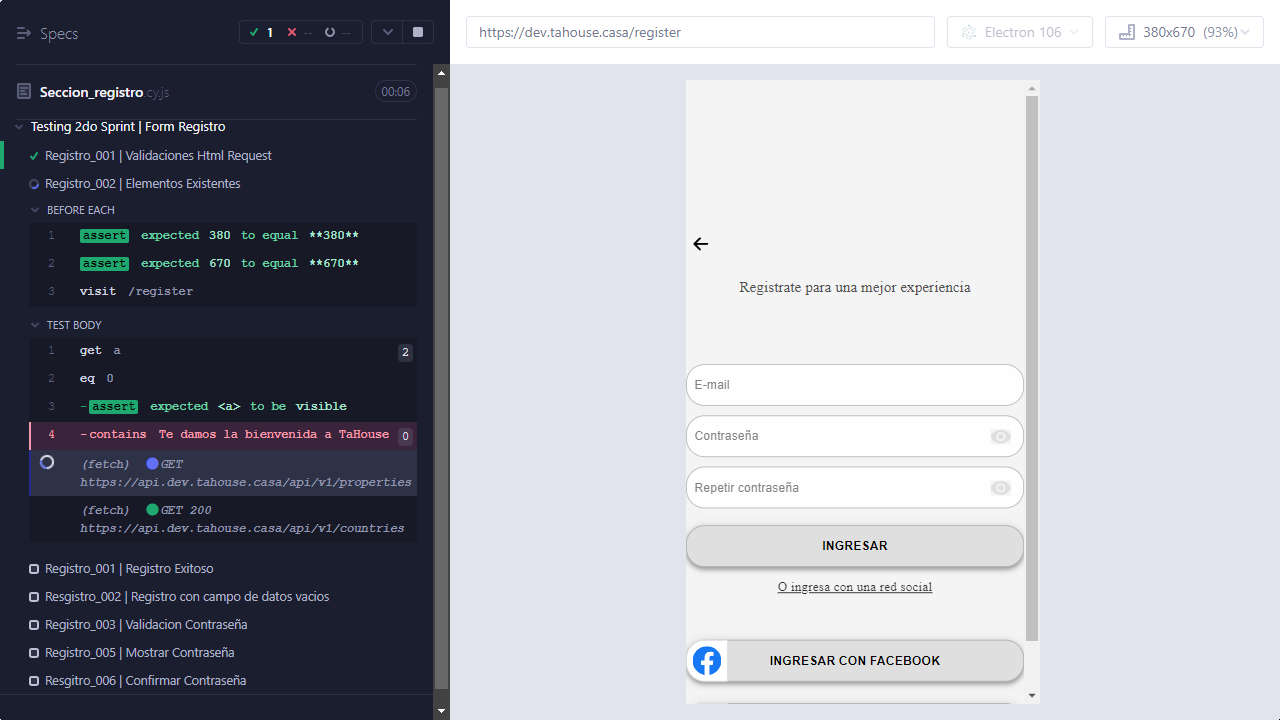 Specs
1
--
--
Seccion_registro.cy.js
00:06
Testing 2do Sprint | Form Registro
Registro_001 | Validaciones Html Request
Registro_002 | Elementos Existentes
BEFORE EACH
1 assert expected 380 to equal **380**
2 assert expected 670 to equal **670**
3 visit /register
TEST BODY
1 get a 2
2 eq 0
3 -assert expected <a> to be visible
4 -contains Te damos la bienvenida a TaHouse 0
(fetch) GET
https://api.dev.tahouse.casa/api/v1/properties
(fetch) GET 200
https://api.dev.tahouse.casa/api/v1/countries
Registro_001 | Registro Exitoso
Resgistro_002 | Registro con campo de datos vacios
Registro_003 | Validacion Contraseña
Registro_005 | Mostrar Contraseña
Resgitro_006 | Confirmar Contraseña
https://dev.tahouse.casa/register
Electron 106
380x670 (93%)
Registrate para una mejor experiencia
E-mail
Contraseña
Repetir contraseña
INGRESAR
O ingresa con una red social
INGRESAR CON FACEBOOK